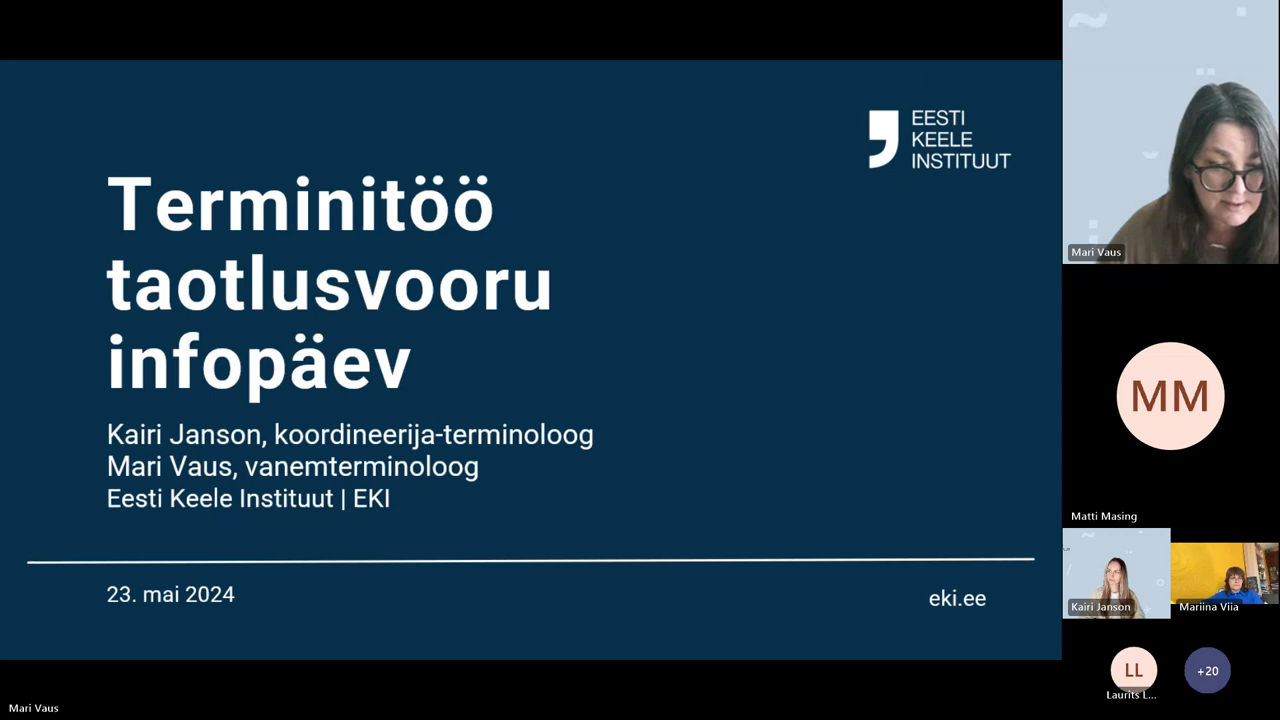 EESTI
KEELE
INSTITUUT
Terminitöö
taotlusvooru
infopäev
Kairi Janson, koordineerija-terminoloog
Mari Vaus, vanemterminoloog
Eesti Keele Instituut | EKI
23. mai 2024
eki.ee
Mari Vaus
MM
Matti Masing
Kairi Janson
Mariina Viia
LL
Laurits L...
+20
Mari Vaus